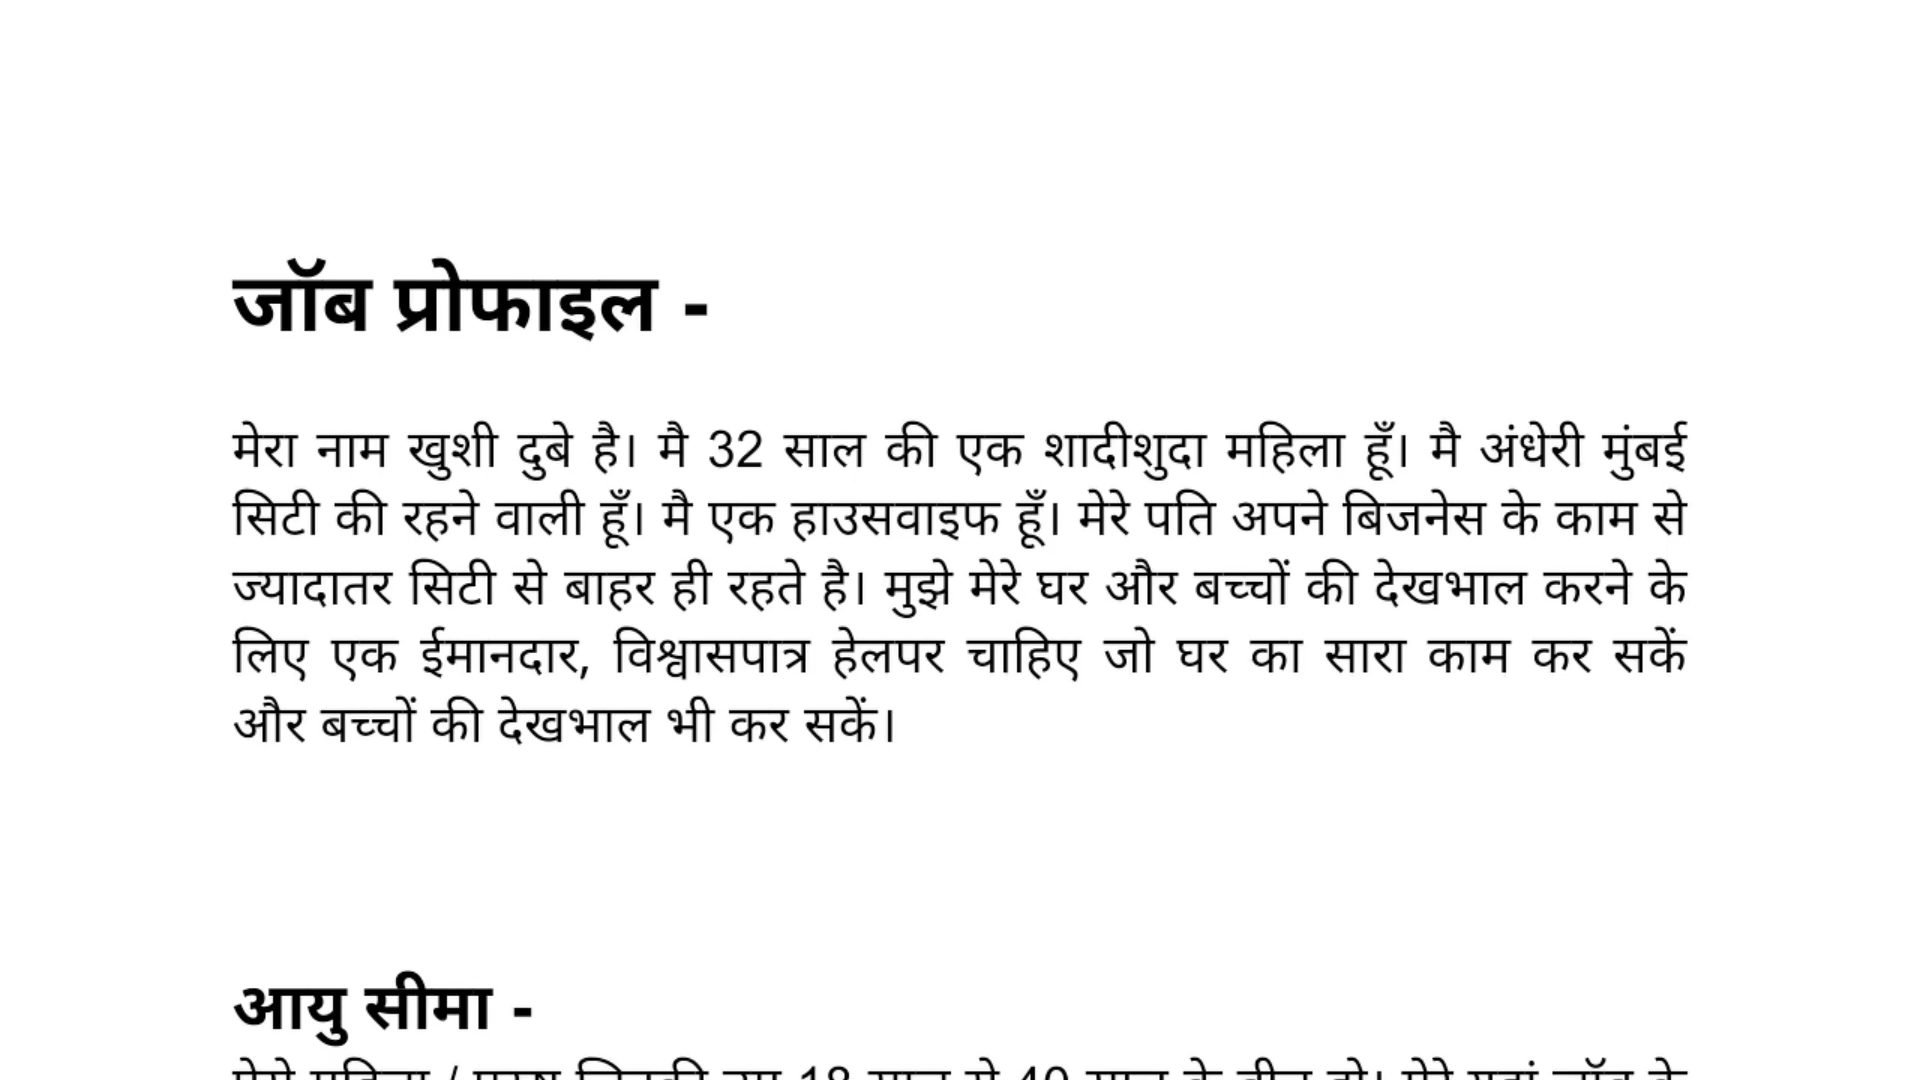 जॉब प्रोफाइल -
मेरा नाम खुशी दुबे है। मै 32 साल की एक शादीशुदा महिला हूँ। मै अंधेरी मुंबई
सिटी की रहने वाली हूँ। मै एक हाउसवाइफ हूँ। मेरे पति अपने बिजनेस के काम से
ज्यादातर सिटी से बाहर ही रहते है। मुझे मेरे घर और बच्चों की देखभाल करने के
लिए एक ईमानदार, विश्वासपात्र हेलपर चाहिए जो घर का सारा काम कर सकें
और बच्चों की देखभाल भी कर सकें।
आयु सीमा -